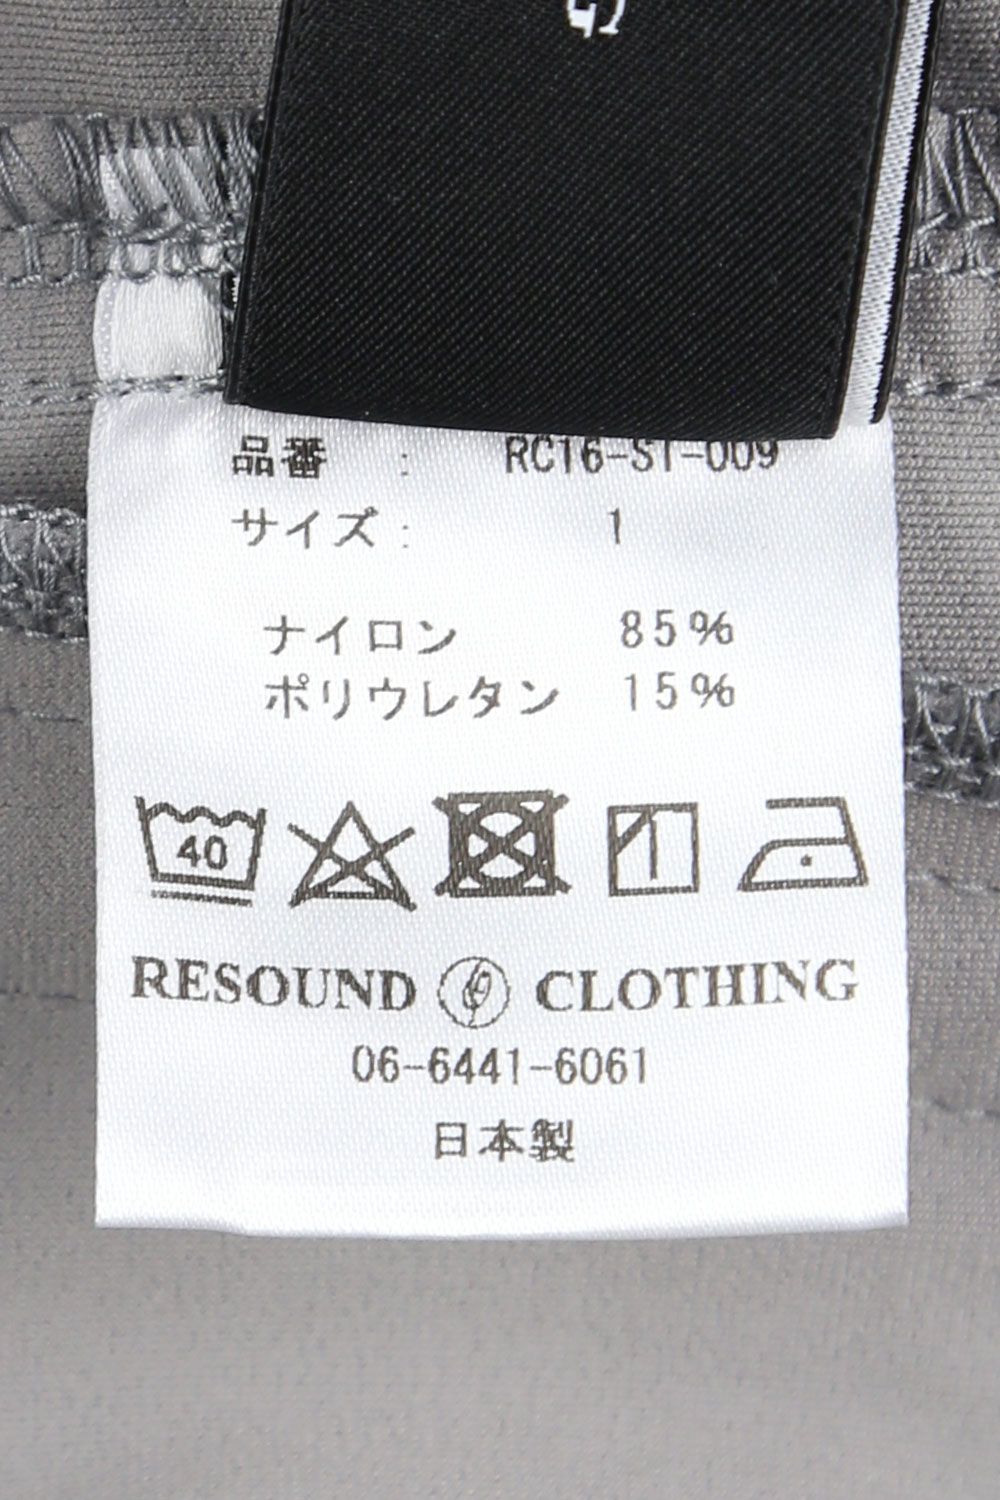 品番 : RC16-ST-009
サイズ: 1
ナイロン 85%
ポリウレタン 15%
40
RESOUND CLOTHING
06-6441-6061
日本製